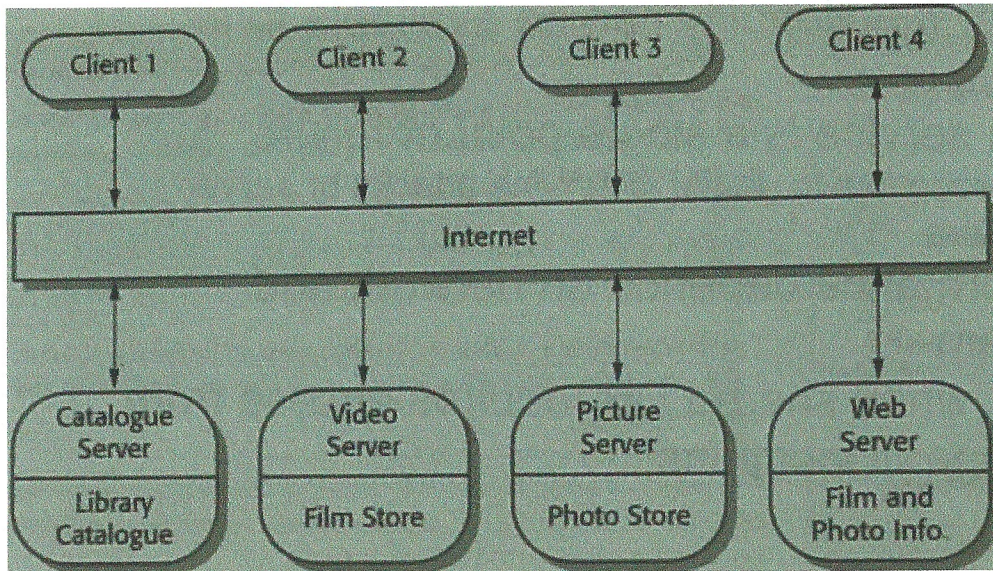 Client 1
Client 2
Client 3
Client 4
Internet
Catalogue
Server
Library
Catalogue
Video
Server
Film Store
Picture
Server
Photo Store
Web
Server
Film and
Photo Info.